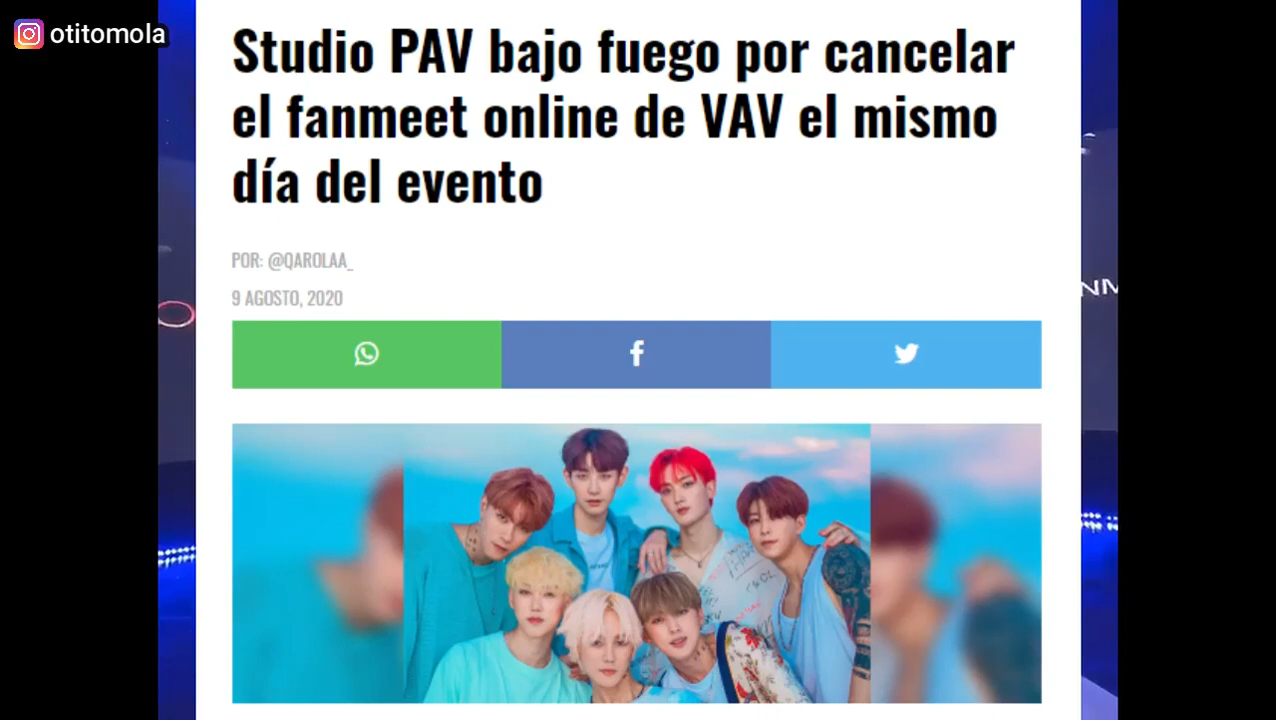 otitomola
Studio PAV bajo fuego por cancelar
el fanmeet online de VAV el mismo
día del evento
POR: @QAROLAA_
9 AGOSTO, 2020